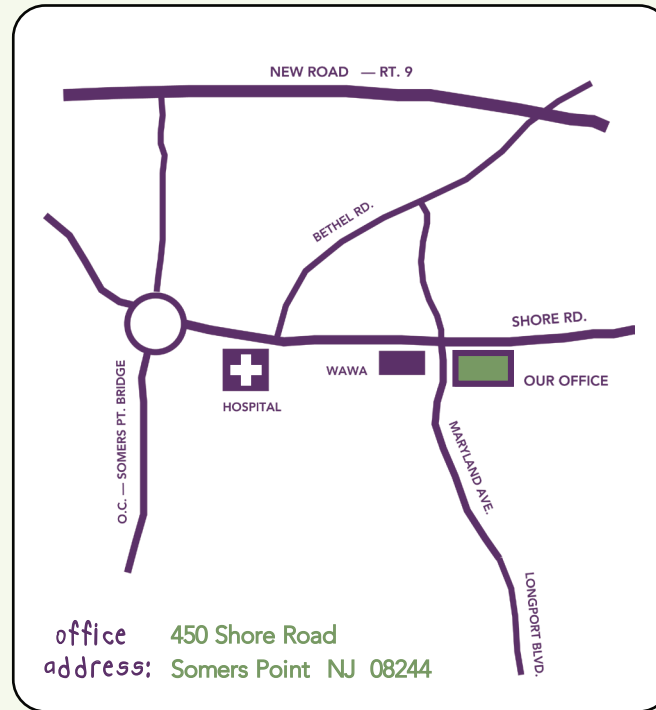 NEW ROAD — RT. 9
BETHEL RD.
SHORE RD.
WAWA
OUR OFFICE
HOSPITAL
O.C. — SOMERS PT. BRIDGE
MARYLAND AVE.
LONGPORT BLVD.
office 450 Shore Road
address: Somers Point NJ 08244